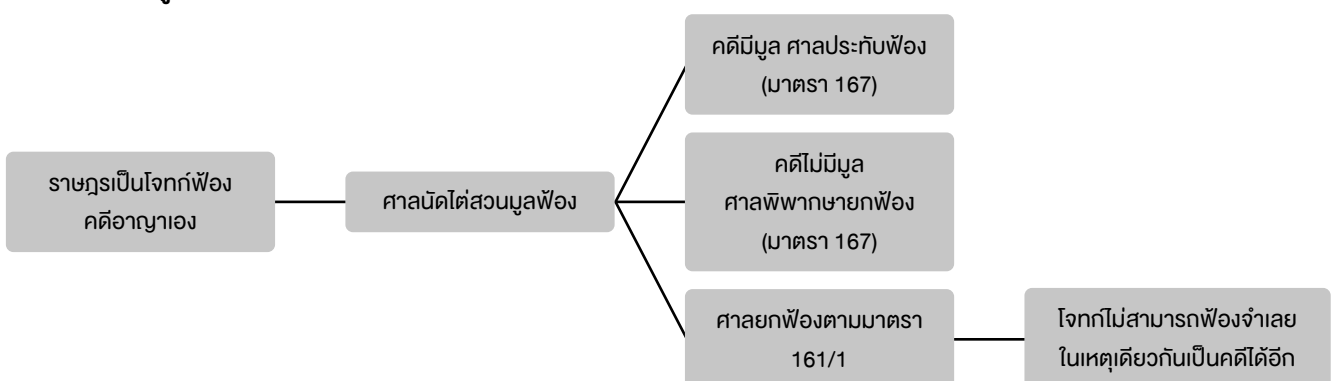 ราษฎรเป็นโจทก์ฟ้อง
คดีอาญาเอง
ศาลนัดไต่สวนมูลฟ้อง
คดีมีมูล ศาลประทับฟ้อง
(มาตรา 167)
คดีไม่มีมูล
ศาลพิพากษายกฟ้อง
(มาตรา 167)
ศาลยกฟ้องตามมาตรา
161/1
โจทก์ไม่สามารถฟ้องจำเลย
ในเหตุเดียวกันเป็นคดีได้อีก